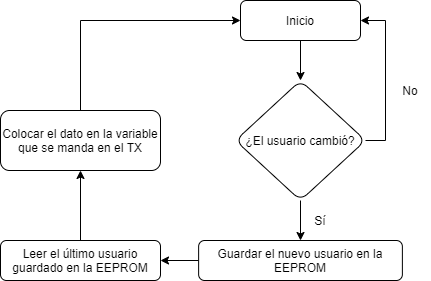 Inicio
No
Colocar el dato en la variable
que se manda en el TX
¿El usuario cambió?
Sí
Leer el último usuario
guardado en la EEPROM
Guardar el nuevo usuario en la
EEPROM